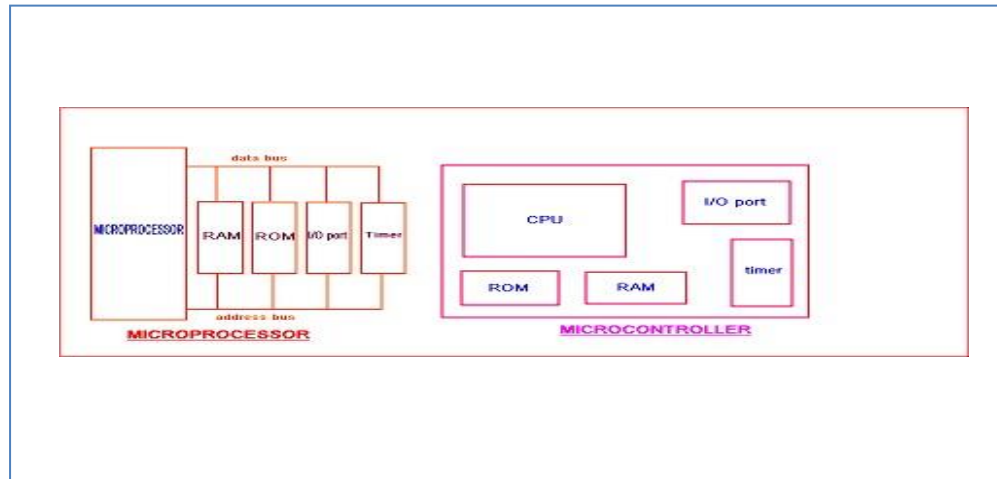 data bus
MICROPROCESSOR
RAM
ROM
I/O port
Timer
address bus
MICROPROCESSOR
CPU
I/O port
ROM
RAM
timer
MICROCONTROLLER